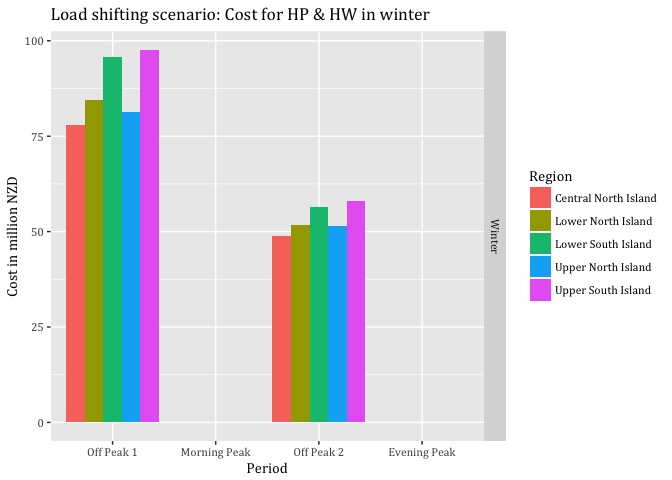 Load shifting scenario: Cost for HP & HW in winter
100
75
50
25
0
Cost in million NZD
Off Peak 1
Morning Peak
Off Peak 2
Evening Peak
Period
Winter
Region
Central North Island
Lower North Island
Lower South Island
Upper North Island
Upper South Island